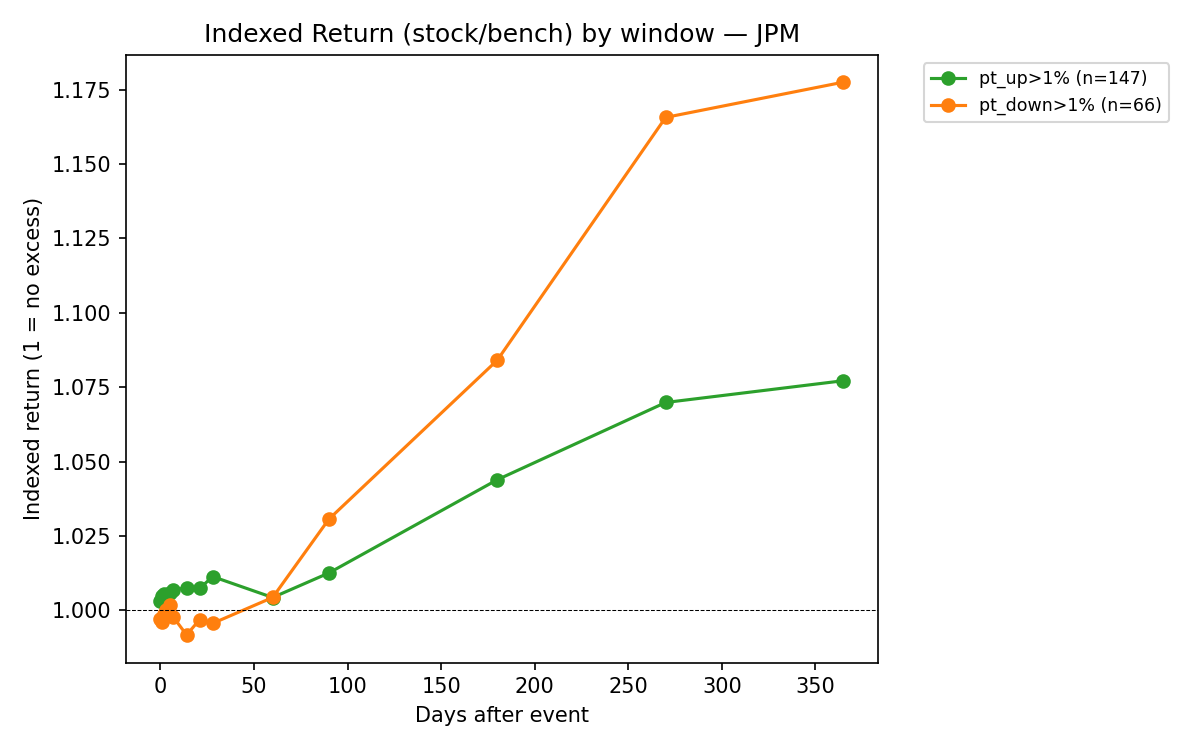 Indexed Return (stock/bench) by window — JPM
pt_up>1% (n=147)
pt_down>1% (n=66)
Indexed return (1 = no excess)
1.175
1.150
1.125
1.100
1.075
1.050
1.025
1.000
0 50 100 150 200 250 300 350
Days after event